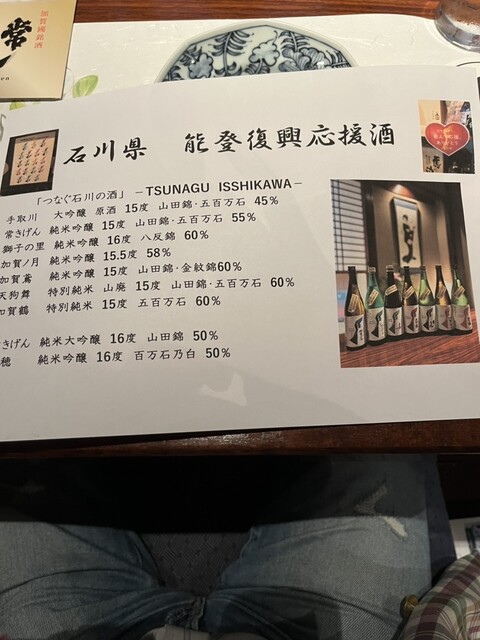 加賀國銘酒
常
en
石川県 能登復興応援酒
「つなぐ石川の酒」 −TSUNAGU ISSHIKAWA−
手取川 大吟醸 原酒 15度 山田錦・五百万石 45%
常きげん 純米吟醸 15度 山田錦・五百万石 55%
獅子の里 純米吟醸 16度 八反錦 60%
加賀ノ月 純米吟醸 15.5度 58%
加賀鳶 純米吟醸 15度 山田錦・金紋錦60%
天狗舞 特別純米 山廃 15度 山田錦・五百万石 60%
加賀鶴 特別純米 15度 五百万石 60%
きげん 純米大吟醸 16度 山田錦 50%
穂 純米吟醸 16度 百万石乃白 50%